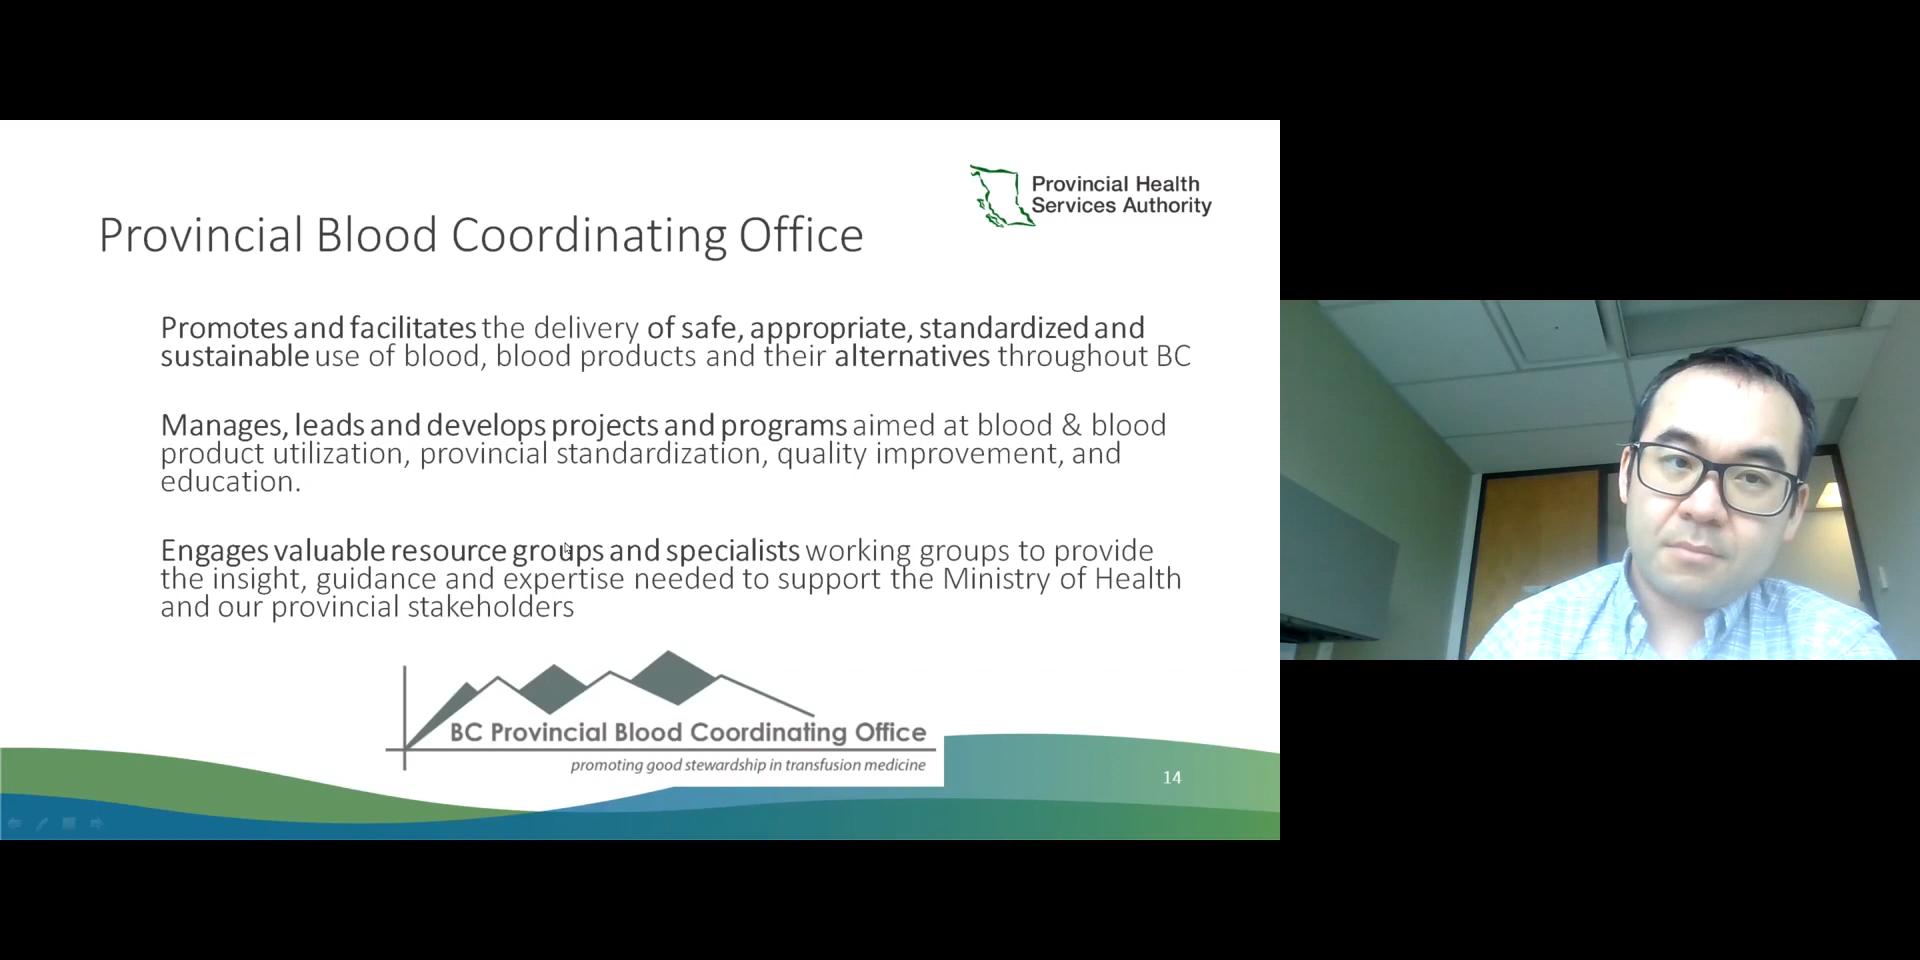 Provincial Health
Services Authority
Provincial Blood Coordinating Office
Promotes and facilitates the delivery of safe, appropriate, standardized and
sustainable use of blood, blood products and their alternatives throughout BC
Manages, leads and develops projects and programs aimed at blood & blood
product utilization, provincial standardization, quality improvement, and
education.
Engages valuable resource groups and specialists working groups to provide
the insight, guidance and expertise needed to support the Ministry of Health
and our provincial stakeholders
BC Provincial Blood Coordinating Office
promoting good stewardship in transfusion medicine
14